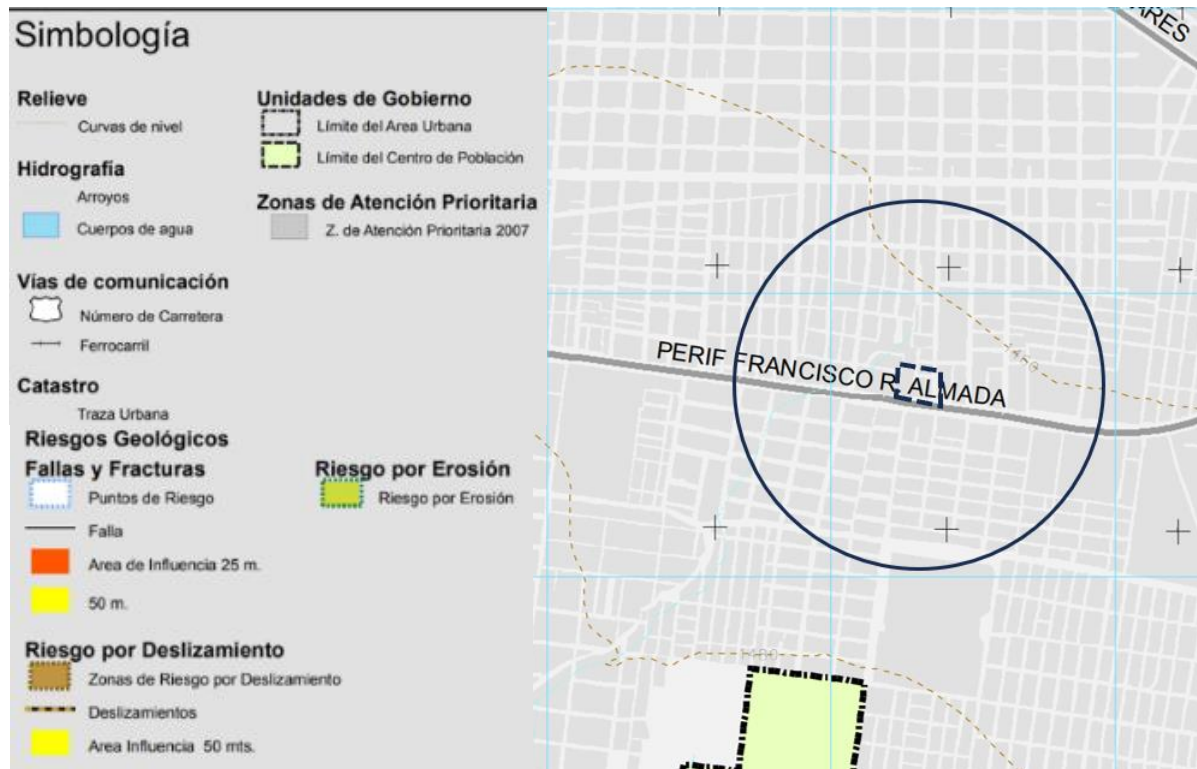 Simbología
Relieve
Curvas de nivel
Hidrografía
Arroyos
Cuerpos de agua
Vías de comunicación
Número de Carretera
Ferrocarril
Catastro
Traza Urbana
Unidades de Gobierno
Límite del Area Urbana
Límite del Centro de Población
Zonas de Atención Prioritaria
Z. de Atención Prioritaria 2007
Riesgos Geológicos
Fallas y Fracturas
Puntos de Riesgo
Falla
Area de Influencia 25 m.
50 m.
Riesgo por Erosión
Riesgo por Erosión
Riesgo por Deslizamiento
Zonas de Riesgo por Deslizamiento
Deslizamientos
Area Influencia 50 mts.
ARES
PERIF FRANCISCO R. ALMADA